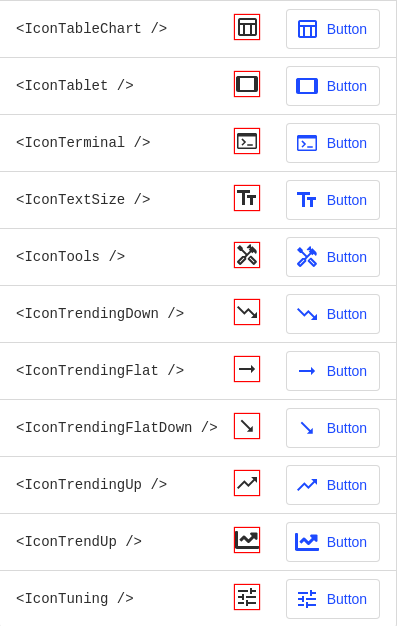 <IconTableChart /> Button
<IconTablet /> Button
<IconTerminal /> Button
<IconTextSize /> Button
<IconTools /> Button
<IconTrendingDown /> Button
<IconTrendingFlat /> Button
<IconTrendingFlatDown /> Button
<IconTrendingUp /> Button
<IconTrendUp /> Button
<IconTuning /> Button